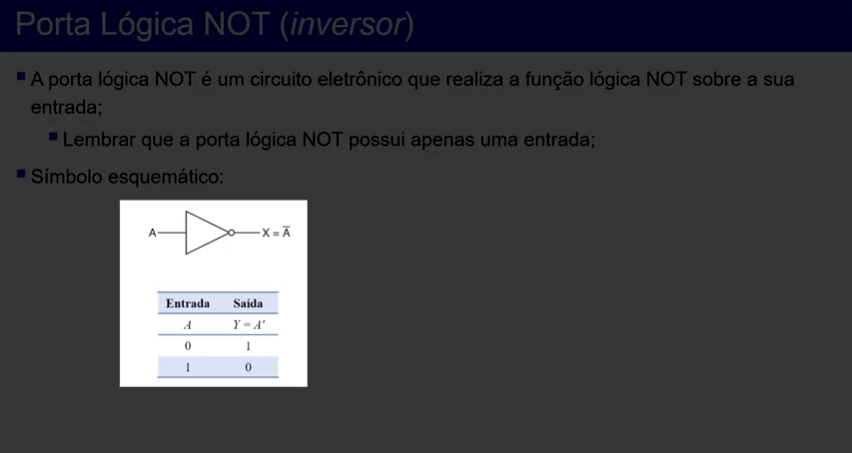 Porta Lógica NOT (inversor)
A porta lógica NOT é um circuito eletrônico que realiza a função lógica NOT sobre a sua
entrada;
Lembrar que a porta lógica NOT possui apenas uma entrada;
Símbolo esquemático:
A X = A̅
Entrada Saída
A Y = A'
0 1
1 0